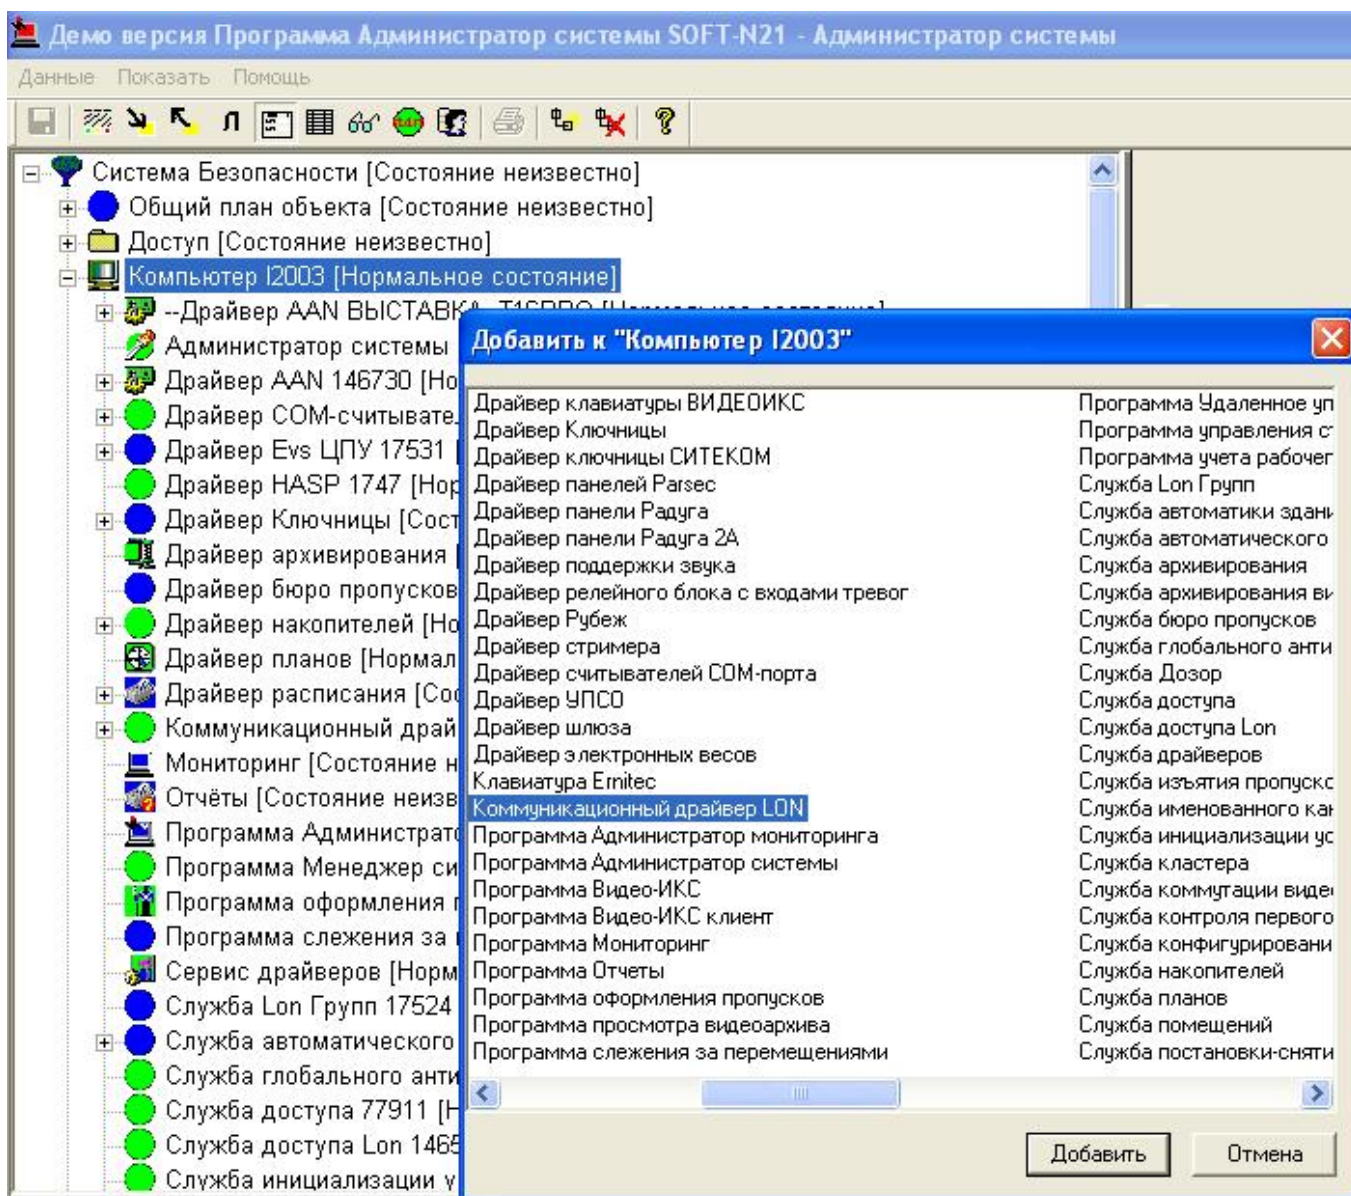 Демо версия Программа Администратор системы SOFT-N21 - Администратор системы
Данные Показать Помощь
Л
Система Безопасности [Состояние неизвестно]
Общий план объекта [Состояние неизвестно]
Доступ [Состояние неизвестно]
Компьютер I2003 [Нормальное состояние]
--Драйвер AAN ВЫСТАВК
Администратор системы
Драйвер AAN 146730 [Но
Драйвер COM-считывате
Драйвер Evs ЦПУ 17531
Драйвер HASP 1747 [Нор
Драйвер Ключницы [Сост
Драйвер архивирования
Драйвер бюро пропусков
Драйвер накопителей [Но
Драйвер планов [Нормал
Драйвер расписания [Сос
Коммуникационный драй
Мониторинг [Состояние н
Отчёты [Состояние неизв
Программа Администрато
Программа Менеджер си
Программа оформления п
Программа слежения за
Сервис драйверов [Норм
Служба Lon Групп 17524
Служба автоматического
Служба глобального анти
Служба доступа 77911 [Н
Служба доступа Lon 1465
Служба инициализации у
Добавить к "Компьютер I2003"
Драйвер клавиатуры ВИДЕОИКС
Драйвер Ключницы
Драйвер ключницы СИТЕКОМ
Драйвер панелей Parsec
Драйвер панели Радуга
Драйвер панели Радуга 2А
Драйвер поддержки звука
Драйвер релейного блока с входами тревог
Драйвер Рубеж
Драйвер стримера
Драйвер считывателей COM-порта
Драйвер УПСО
Драйвер шлюза
Драйвер электронных весов
Клавиатура Ernitec
Коммуникационный драйвер LON
Программа Администратор мониторинга
Программа Администратор системы
Программа Видео-ИКС
Программа Видео-ИКС клиент
Программа Мониторинг
Программа Отчеты
Программа оформления пропусков
Программа просмотра видеоархива
Программа слежения за перемещениями
Программа Удаленное уп
Программа управления ст
Программа учета рабочег
Служба Lon Групп
Служба автоматики здани
Служба автоматического
Служба архивирования
Служба архивирования ви
Служба бюро пропусков
Служба глобального анти
Служба Дозор
Служба доступа
Служба доступа Lon
Служба драйверов
Служба изъятия пропуско
Служба именованного кан
Служба инициализации ус
Служба кластера
Служба коммутации видео
Служба контроля первого
Служба конфигурировани
Служба накопителей
Служба планов
Служба помещений
Служба постановки-сняти
Добавить Отмена